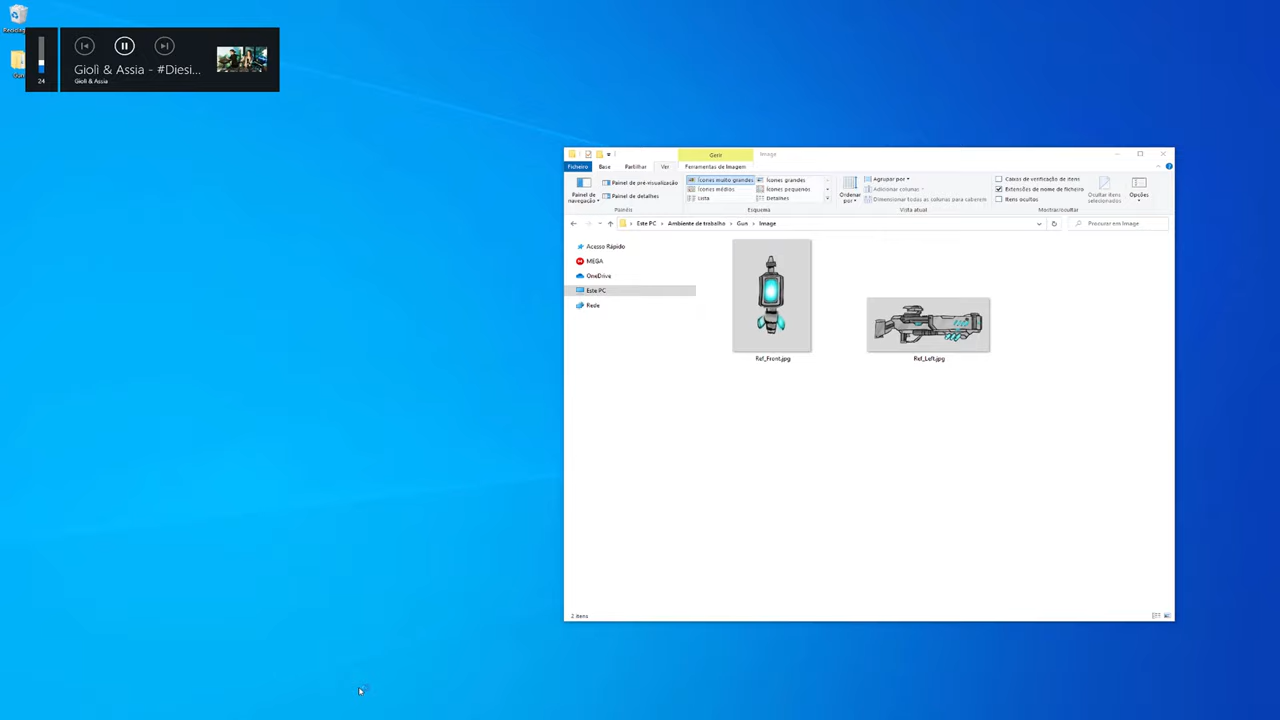 24
Giolì & Assia - #Diesi...
Giolì & Assia
Gerir
Image
Ficheiro
Base
Partilhar
Ver
Ferramentas de Imagem
Painel de navegação
Painel de pré-visualização
Painel de detalhes
Painéis
Ícones muito grandes
Ícones grandes
Ícones médios
Ícones pequenos
Lista
Detalhes
Esquema
Ordenar por
Agrupar por
Adicionar colunas
Dimencionar todas as colunas para caberem
Vista atual
Caixas de verificação de itens
Extensões de nome de ficheiro
Itens ocultos
Ocultar itens selecionados
Mostrar/ocultar
Opções
Este PC
Ambiente de trabalho
Gun
Image
Procurar em Image
Acesso Rápido
MEGA
OneDrive
Este PC
Rede
Ref_Front.jpg
Ref_Left.jpg
2 itens